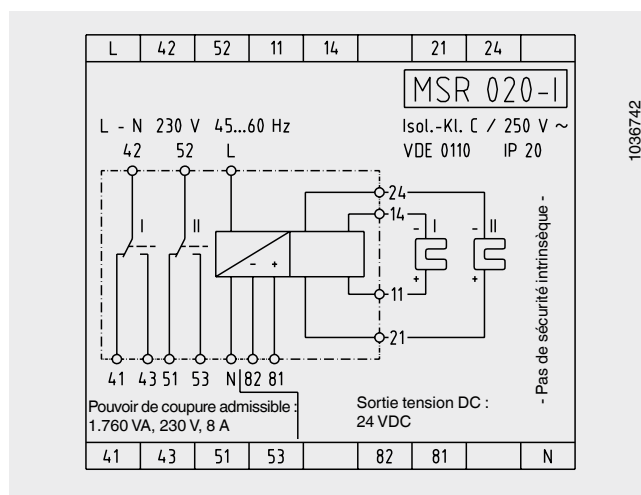 L 42 52 11 14 21 24
MSR 020-I
L - N 230 V 45...60 Hz
Isol.-Kl. C / 250 V ~
VDE 0110 IP 20
42 52 L
24
14
I II
- I - II
- +
+ +
11
21
41 43 51 53 N 82 81
Pouvoir de coupure admissible :
1.760 VA, 230 V, 8 A
Sortie tension DC :
24 VDC
- Pas de sécurité intrinsèque -
41 43 51 53 82 81 N
1036742